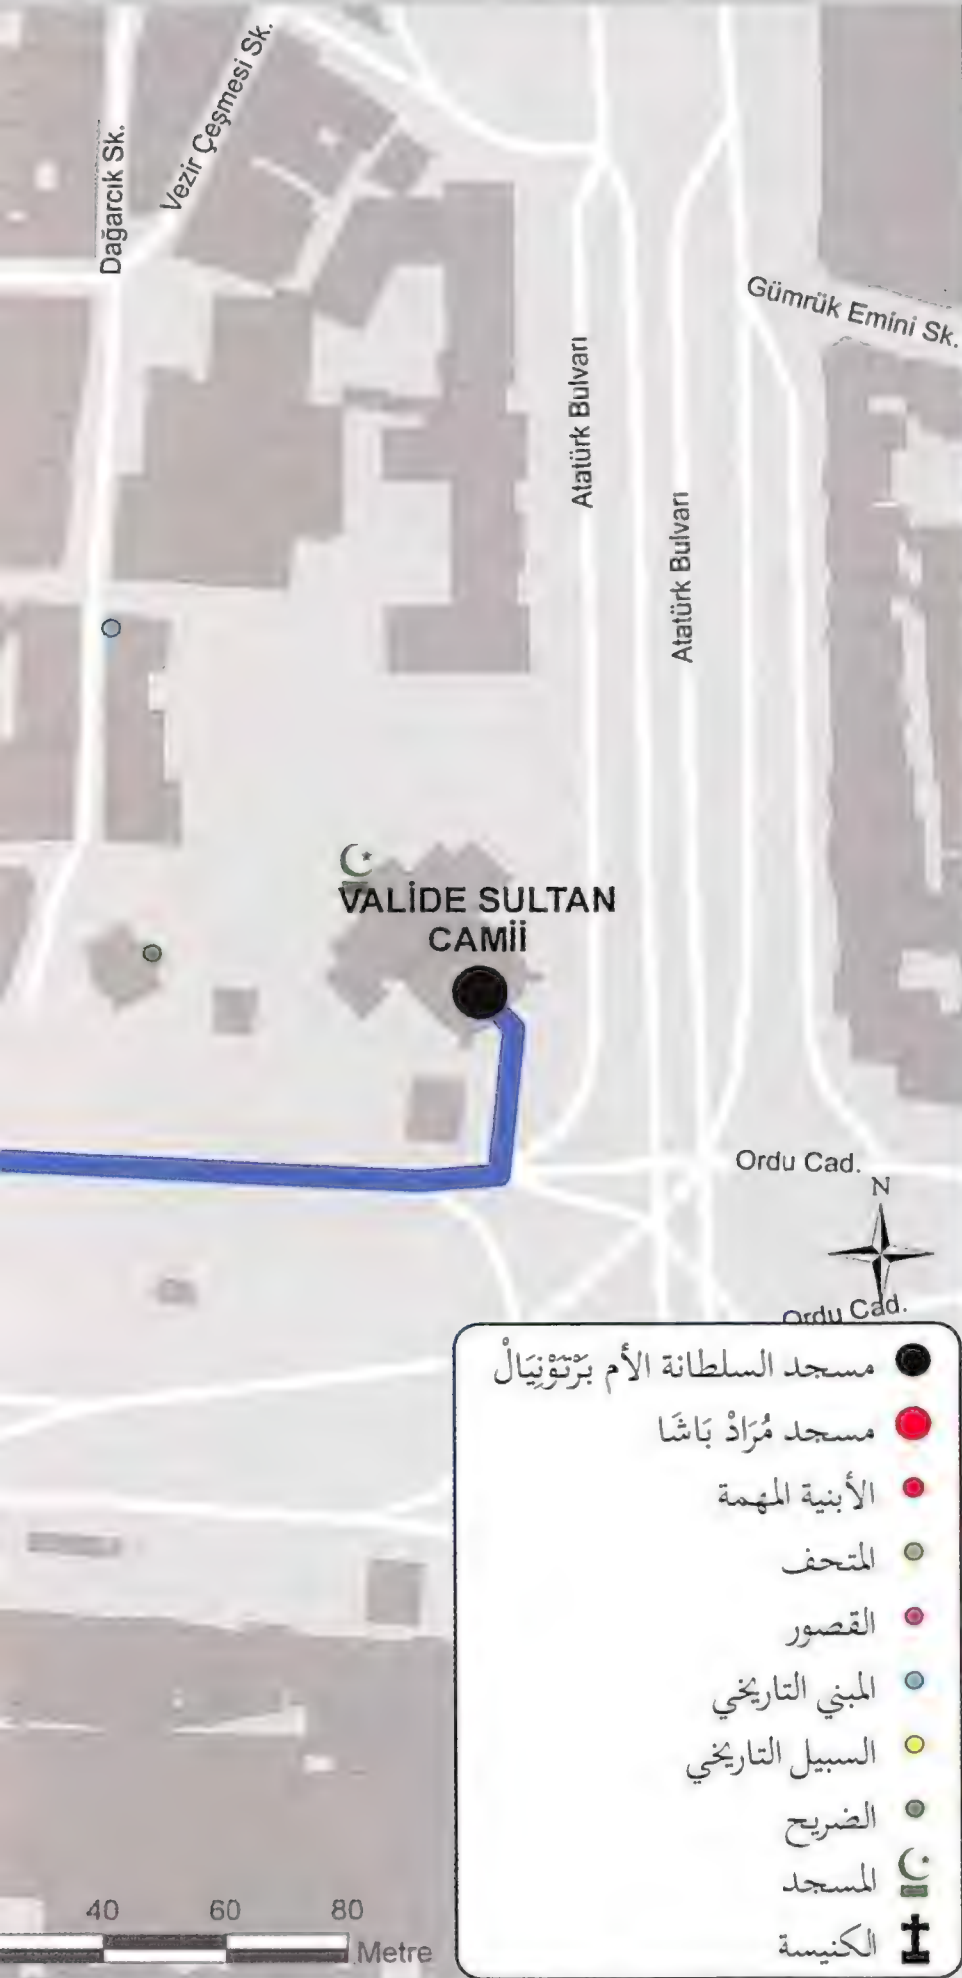 Vezir Çeşmesi Sk.
Dağarcık Sk.
Gümrük Emini Sk.
Atatürk Bulvarı
Atatürk Bulvarı
VALİDE SULTAN
CAMİİ
Ordu Cad.
N
Ordu Cad.
مسجد السلطانة الأم بَرْتَوْنِيَالْ
مسجد مُرَادْ بَاشَا
الأبنية المهمة
المتحف
القصور
المبني التاريخي
السبيل التاريخي
الضريح
المسجد
الكنيسة
40 60 80
Metre